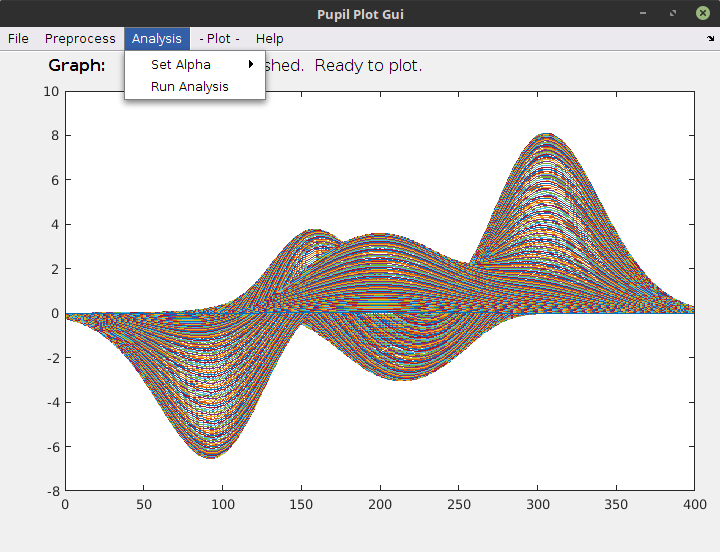 Pupil Plot Gui
File Preprocess Analysis - Plot - Help
Set Alpha
Run Analysis
Graph: shed. Ready to plot.
10
8
6
4
2
0
-2
-4
-6
-8
0 50 100 150 200 250 300 350 400